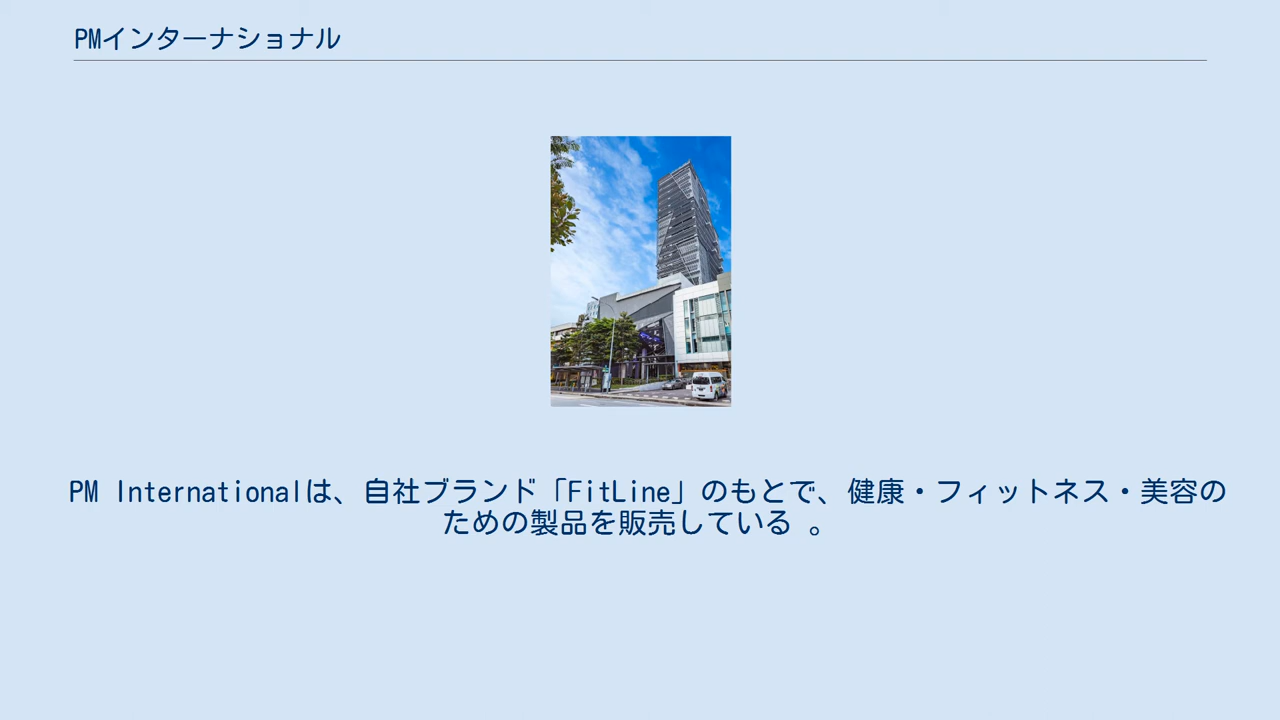 PMインターナショナル
PM Internationalは、自社ブランド「FitLine」のもとで、健康・フィットネス・美容の
ための製品を販売している 。